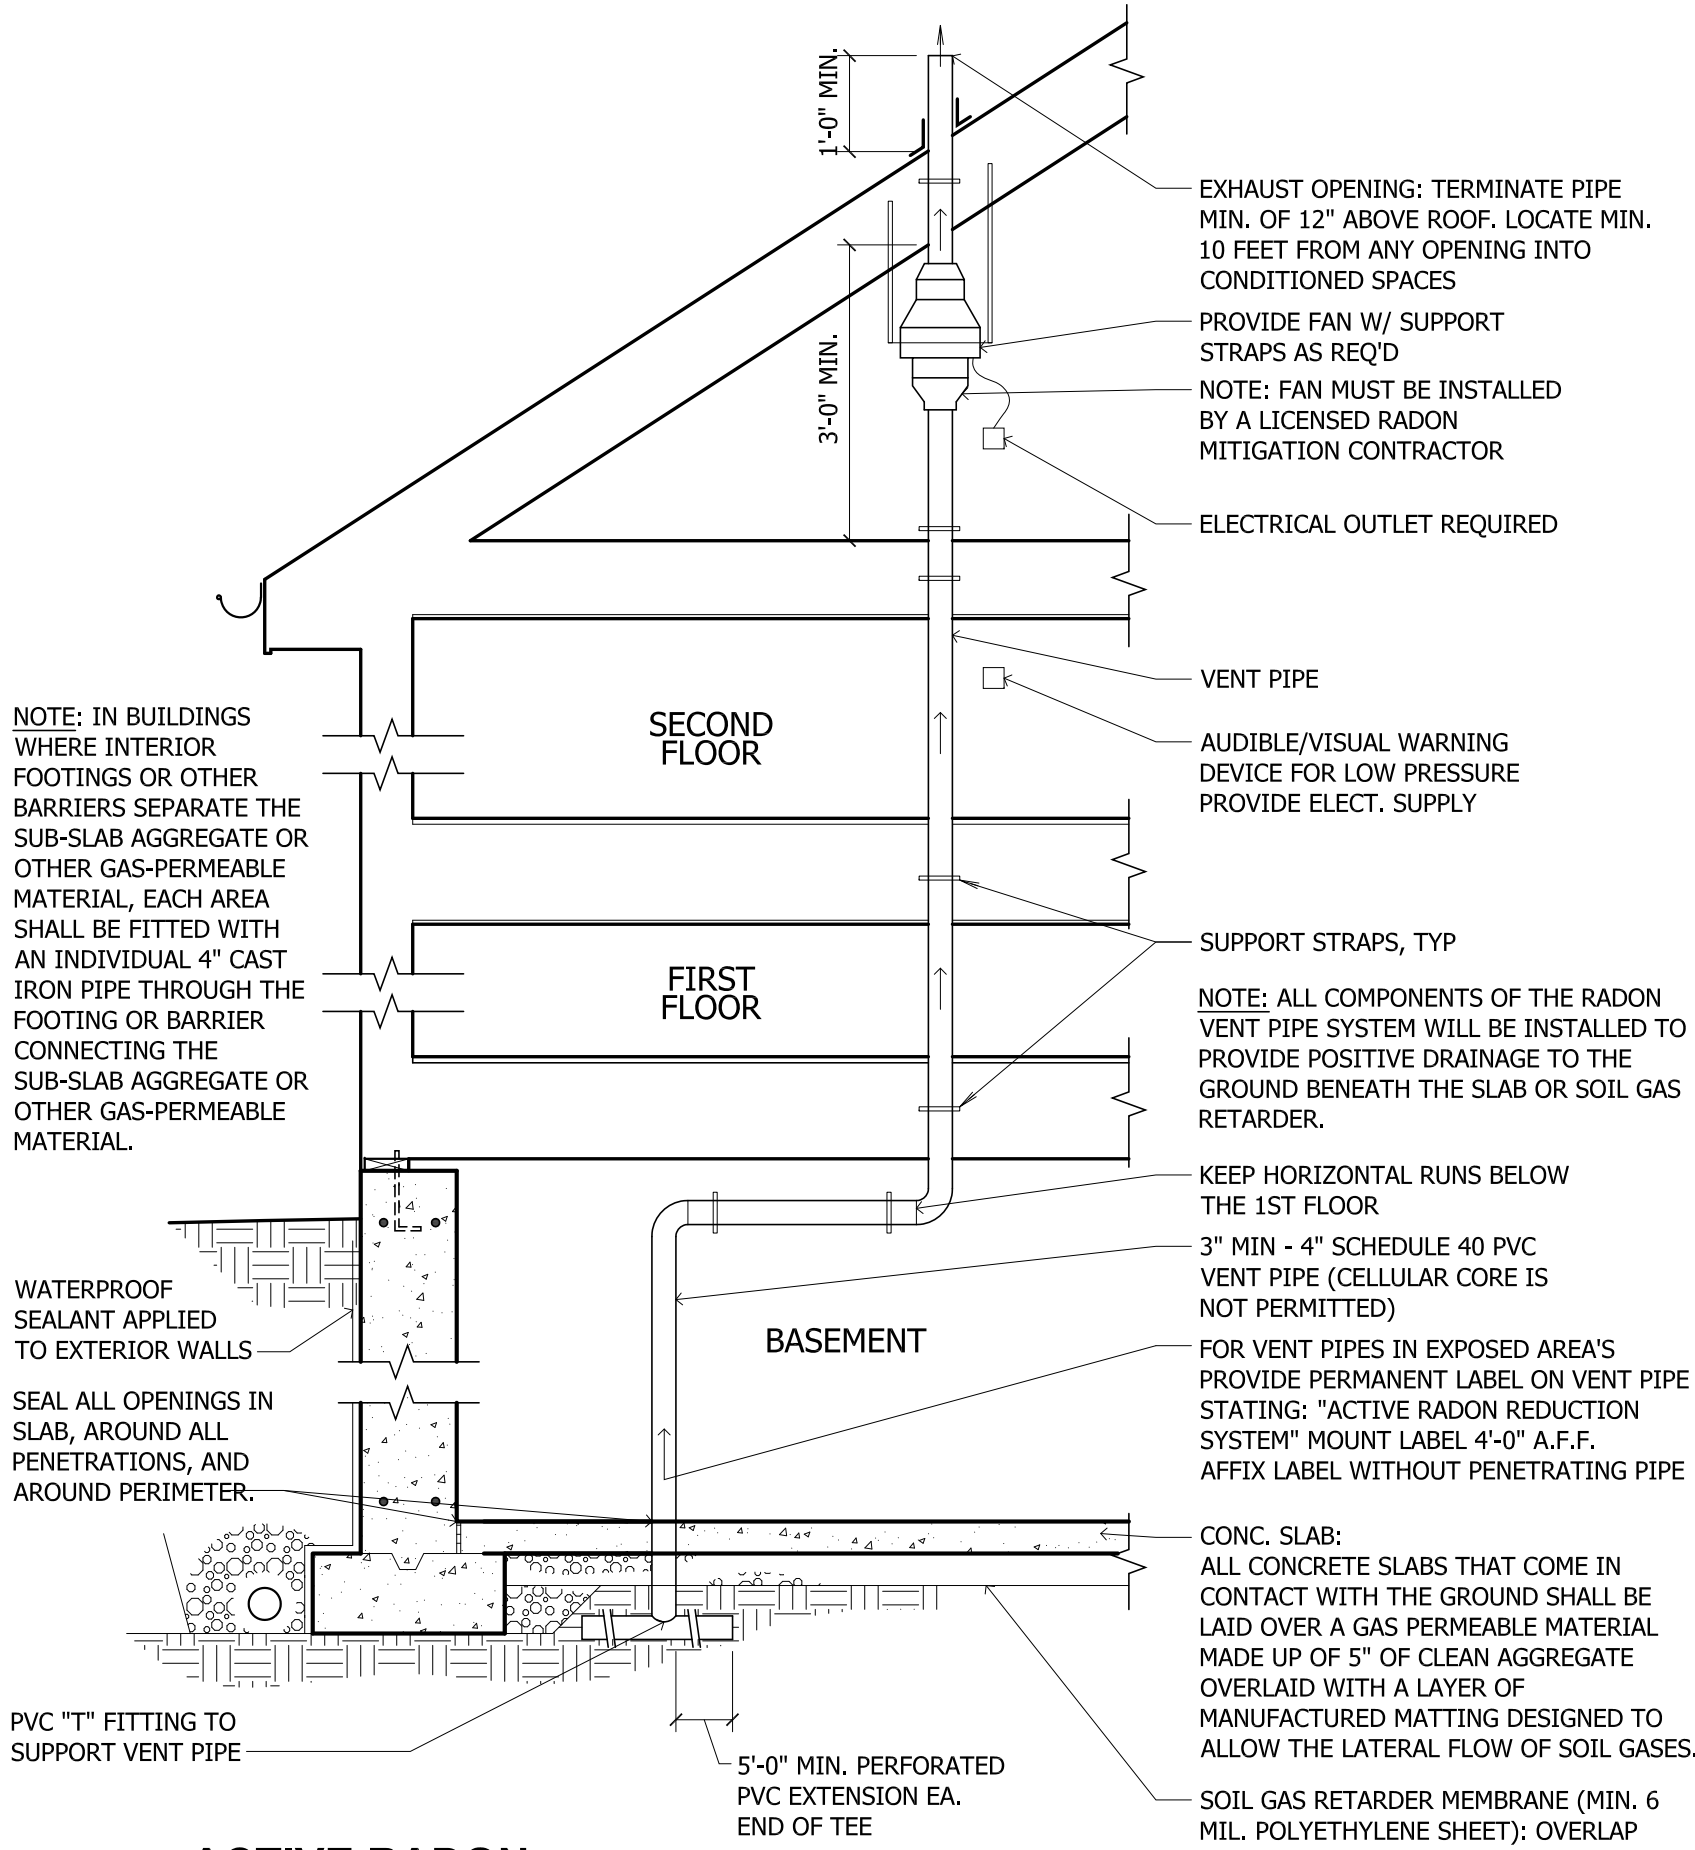 1'-0" MIN.
EXHAUST OPENING: TERMINATE PIPE
MIN. OF 12" ABOVE ROOF. LOCATE MIN.
10 FEET FROM ANY OPENING INTO
CONDITIONED SPACES
PROVIDE FAN W/ SUPPORT
STRAPS AS REQ'D
3'-0" MIN.
NOTE: FAN MUST BE INSTALLED
BY A LICENSED RADON
MITIGATION CONTRACTOR
ELECTRICAL OUTLET REQUIRED
VENT PIPE
NOTE: IN BUILDINGS
WHERE INTERIOR
FOOTINGS OR OTHER
BARRIERS SEPARATE THE
SUB-SLAB AGGREGATE OR
OTHER GAS-PERMEABLE
MATERIAL, EACH AREA
SHALL BE FITTED WITH
AN INDIVIDUAL 4" CAST
IRON PIPE THROUGH THE
FOOTING OR BARRIER
CONNECTING THE
SUB-SLAB AGGREGATE OR
OTHER GAS-PERMEABLE
MATERIAL.
SECOND
FLOOR
AUDIBLE/VISUAL WARNING
DEVICE FOR LOW PRESSURE
PROVIDE ELECT. SUPPLY
SUPPORT STRAPS, TYP
FIRST
FLOOR
NOTE: ALL COMPONENTS OF THE RADON
VENT PIPE SYSTEM WILL BE INSTALLED TO
PROVIDE POSITIVE DRAINAGE TO THE
GROUND BENEATH THE SLAB OR SOIL GAS
RETARDER.
KEEP HORIZONTAL RUNS BELOW
THE 1ST FLOOR
3" MIN - 4" SCHEDULE 40 PVC
VENT PIPE (CELLULAR CORE IS
NOT PERMITTED)
WATERPROOF
SEALANT APPLIED
TO EXTERIOR WALLS
BASEMENT
FOR VENT PIPES IN EXPOSED AREA'S
PROVIDE PERMANENT LABEL ON VENT PIPE
STATING: "ACTIVE RADON REDUCTION
SYSTEM" MOUNT LABEL 4'-0" A.F.F.
AFFIX LABEL WITHOUT PENETRATING PIPE
SEAL ALL OPENINGS IN
SLAB, AROUND ALL
PENETRATIONS, AND
AROUND PERIMETER.
CONC. SLAB:
ALL CONCRETE SLABS THAT COME IN
CONTACT WITH THE GROUND SHALL BE
LAID OVER A GAS PERMEABLE MATERIAL
MADE UP OF 5" OF CLEAN AGGREGATE
OVERLAID WITH A LAYER OF
MANUFACTURED MATTING DESIGNED TO
ALLOW THE LATERAL FLOW OF SOIL GASES.
PVC "T" FITTING TO
SUPPORT VENT PIPE
5'-0" MIN. PERFORATED
PVC EXTENSION EA.
END OF TEE
SOIL GAS RETARDER MEMBRANE (MIN. 6
MIL. POLYETHYLENE SHEET): OVERLAP
ACTIVE RADON